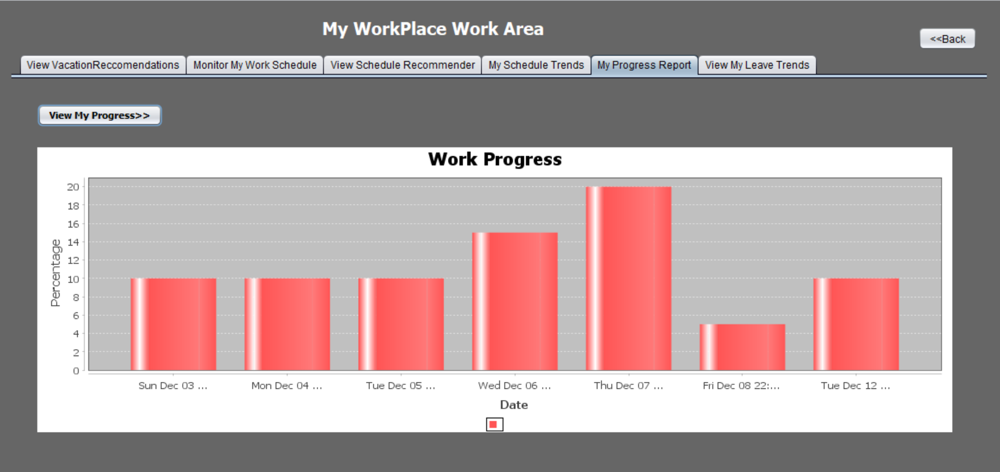 My WorkPlace Work Area
<<Back
View VacationReccomendations Monitor My Work Schedule View Schedule Recommender My Schedule Trends My Progress Report View My Leave Trends
View My Progress>>
Work Progress
20
18
16
14
12
10
8
6
4
2
0
Percentage
Sun Dec 03 ... Mon Dec 04 ... Tue Dec 05 ... Wed Dec 06 ... Thu Dec 07 ... Fri Dec 08 22:... Tue Dec 12 ...
Date